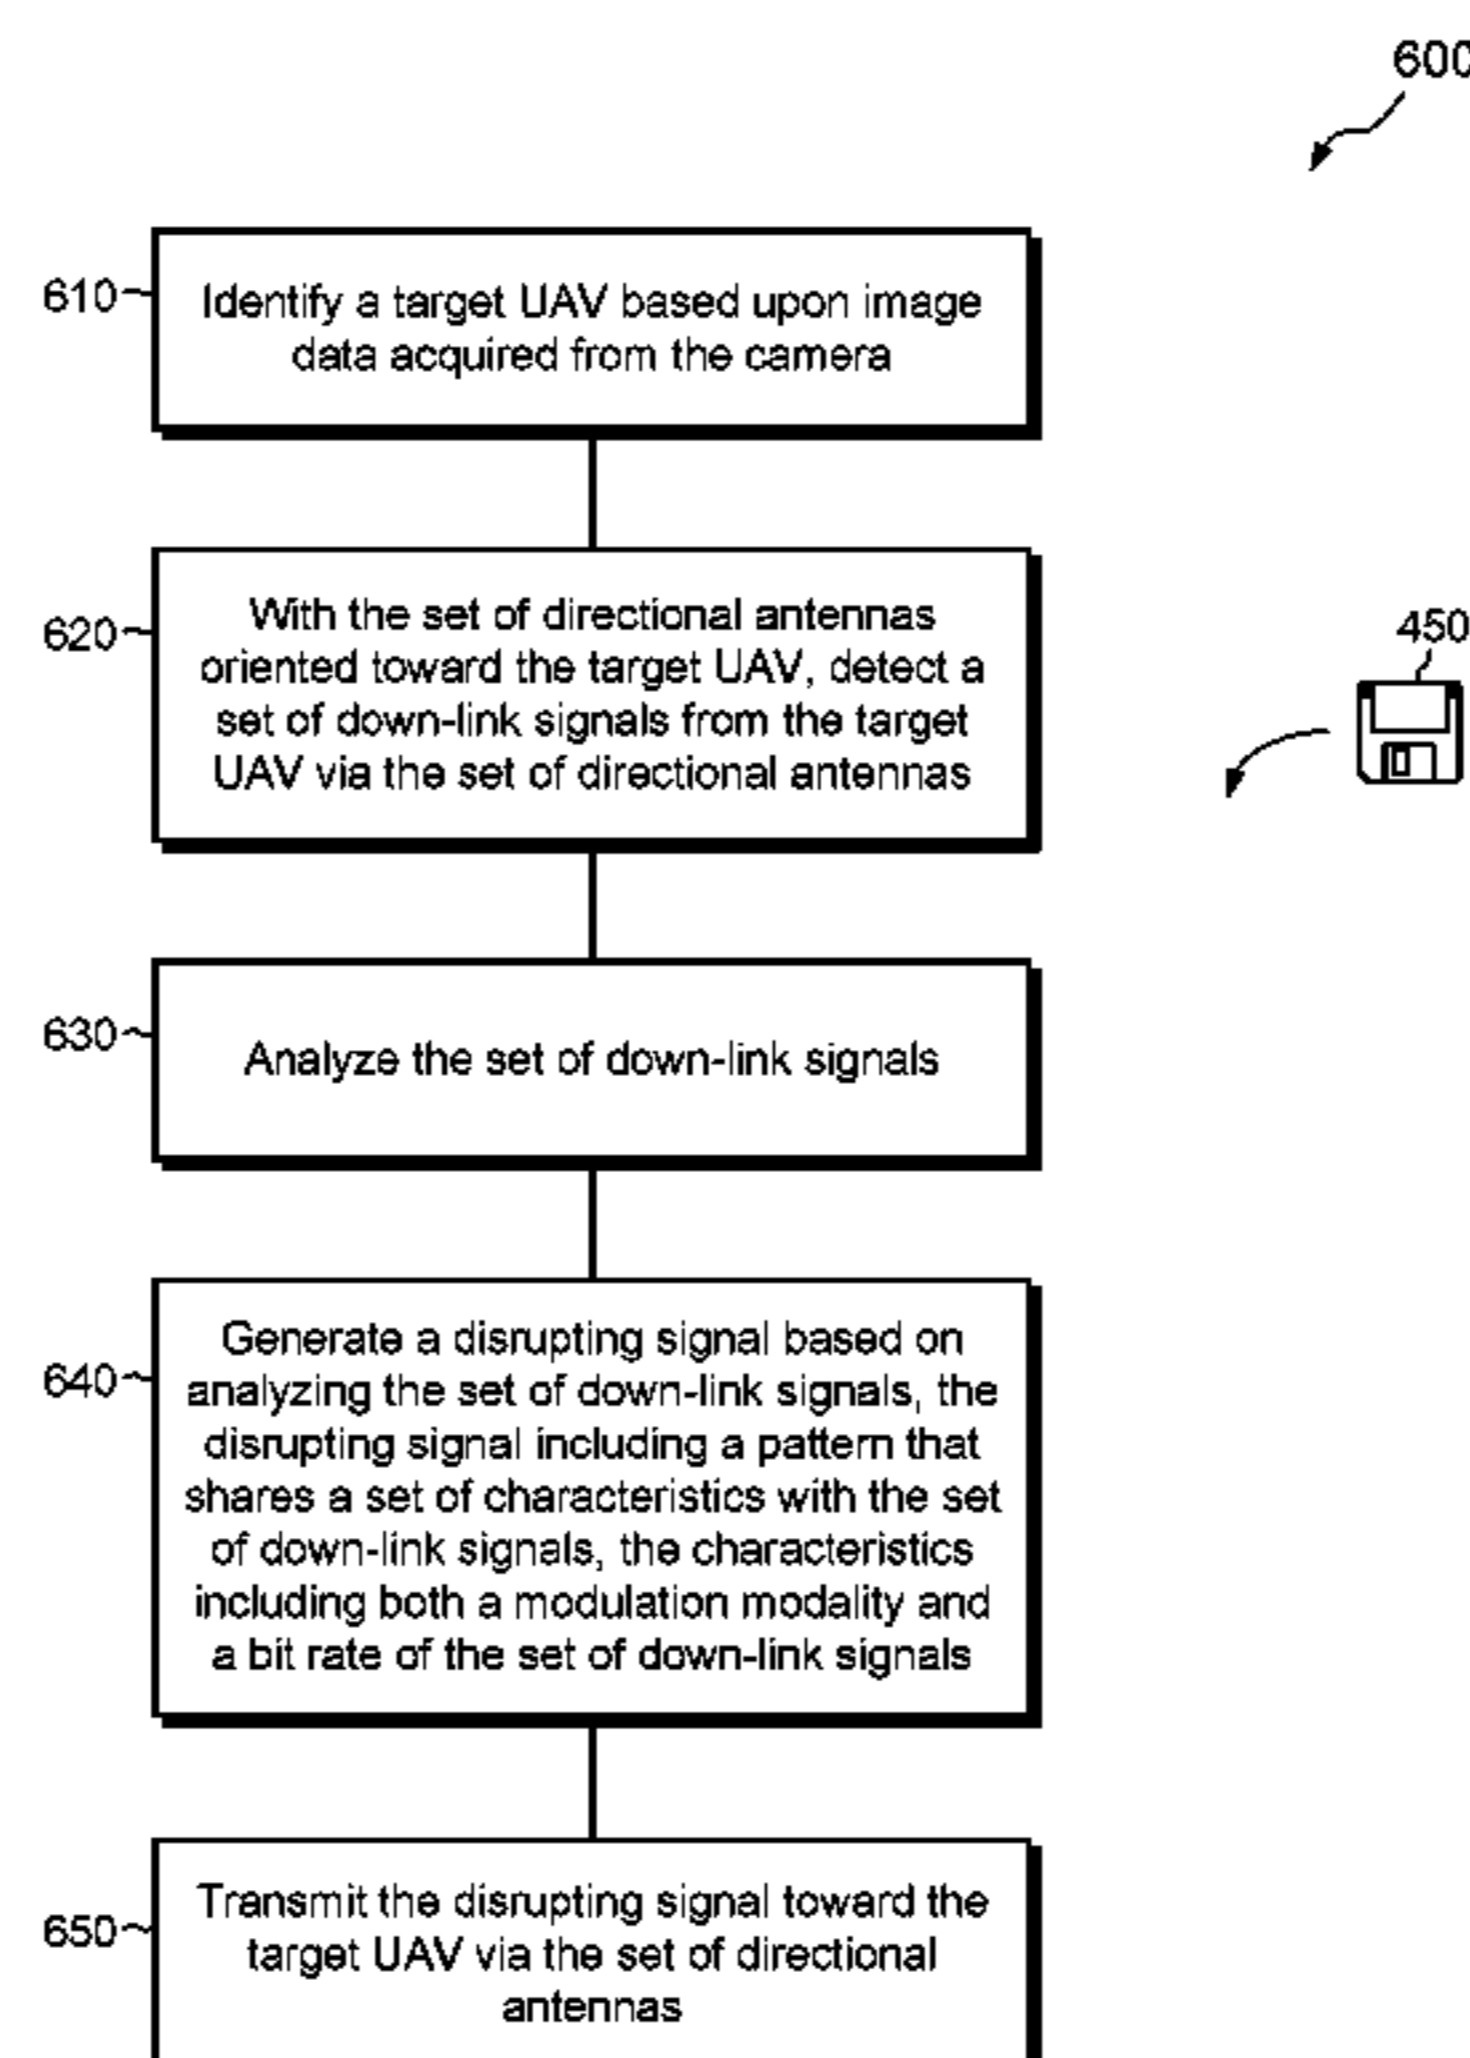 600
610
Identify a target UAV based upon image
data acquired from the camera
620
With the set of directional antennas
oriented toward the target UAV, detect a
set of down-link signals from the target
UAV via the set of directional antennas
450
630
Analyze the set of down-link signals
640
Generate a disrupting signal based on
analyzing the set of down-link signals, the
disrupting signal including a pattern that
shares a set of characteristics with the set
of down-link signals, the characteristics
including both a modulation modality and
a bit rate of the set of down-link signals
650
Transmit the disrupting signal toward the
target UAV via the set of directional
antennas